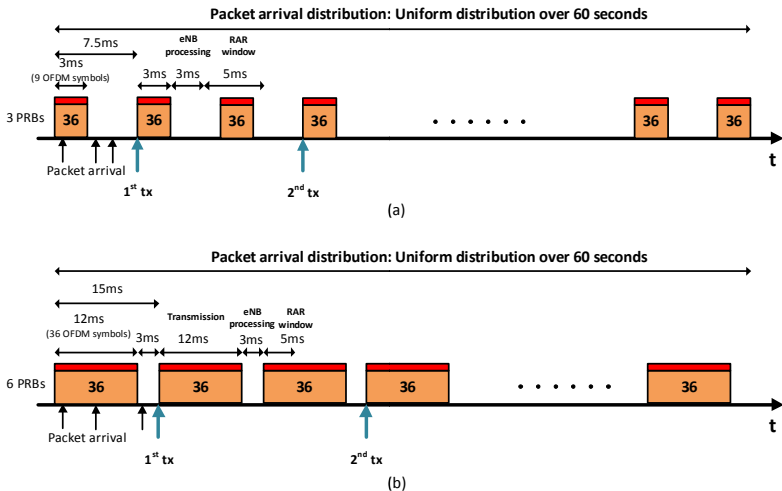 Packet arrival distribution: Uniform distribution over 60 seconds
7.5ms
eNB processing
RAR window
3ms
(9 OFDM symbols)
3ms
3ms
5ms
3 PRBs
36
36
36
36
36
36
Packet arrival
t
1st tx
2nd tx
(a)
Packet arrival distribution: Uniform distribution over 60 seconds
15ms
12ms
(36 OFDM symbols)
3ms
Transmission
12ms
eNB processing
3ms
RAR window
5ms
6 PRBs
36
36
36
36
36
Packet arrival
t
1st tx
2nd tx
(b)